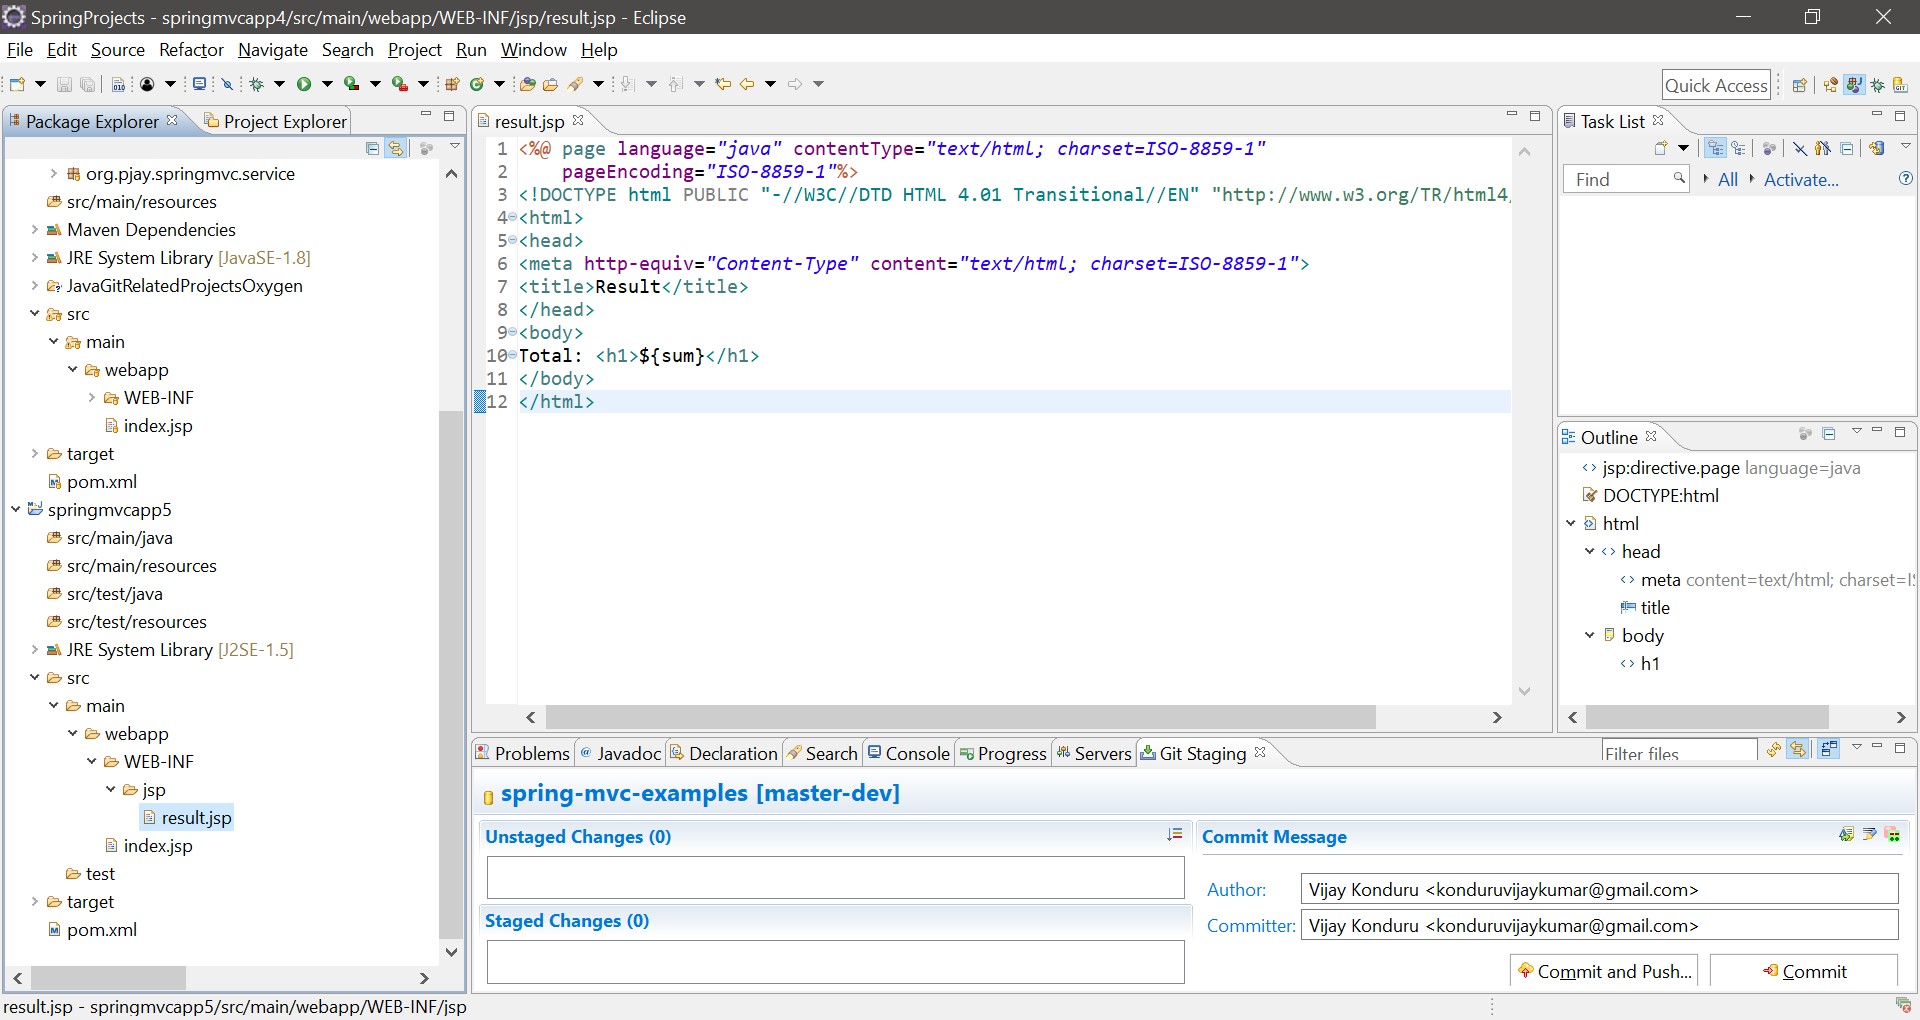 SpringProjects - springmvcapp4/src/main/webapp/WEB-INF/jsp/result.jsp - Eclipse
File Edit Source Refactor Navigate Search Project Run Window Help
Quick Access
Package Explorer
Project Explorer
org.pjay.springmvc.service
src/main/resources
Maven Dependencies
JRE System Library [JavaSE-1.8]
JavaGitRelatedProjectsOxygen
src
main
webapp
WEB-INF
index.jsp
target
pom.xml
springmvcapp5
src/main/java
src/main/resources
src/test/java
src/test/resources
JRE System Library [J2SE-1.5]
src
main
webapp
WEB-INF
jsp
result.jsp
index.jsp
test
target
pom.xml
result.jsp
1 <%@ page language="java" contentType="text/html; charset=ISO-8859-1"
2     pageEncoding="ISO-8859-1"%>
3 <!DOCTYPE html PUBLIC "-//W3C//DTD HTML 4.01 Transitional//EN" "http://www.w3.org/TR/html4/
4 <html>
5 <head>
6 <meta http-equiv="Content-Type" content="text/html; charset=ISO-8859-1">
7 <title>Result</title>
8 </head>
9 <body>
10 Total: <h1>${sum}</h1>
11 </body>
12 </html>
Task List
Find
All
Activate...
Outline
jsp:directive.page language=java
DOCTYPE:html
html
head
meta content=text/html; charset=IS
title
body
h1
Problems
@ Javadoc
Declaration
Search
Console
Progress
Servers
Git Staging
Filter files
spring-mvc-examples [master-dev]
Unstaged Changes (0)
Staged Changes (0)
Commit Message
Author: Vijay Konduru <konduruvijaykumar@gmail.com>
Committer: Vijay Konduru <konduruvijaykumar@gmail.com>
Commit and Push...
Commit
result.jsp - springmvcapp5/src/main/webapp/WEB-INF/jsp